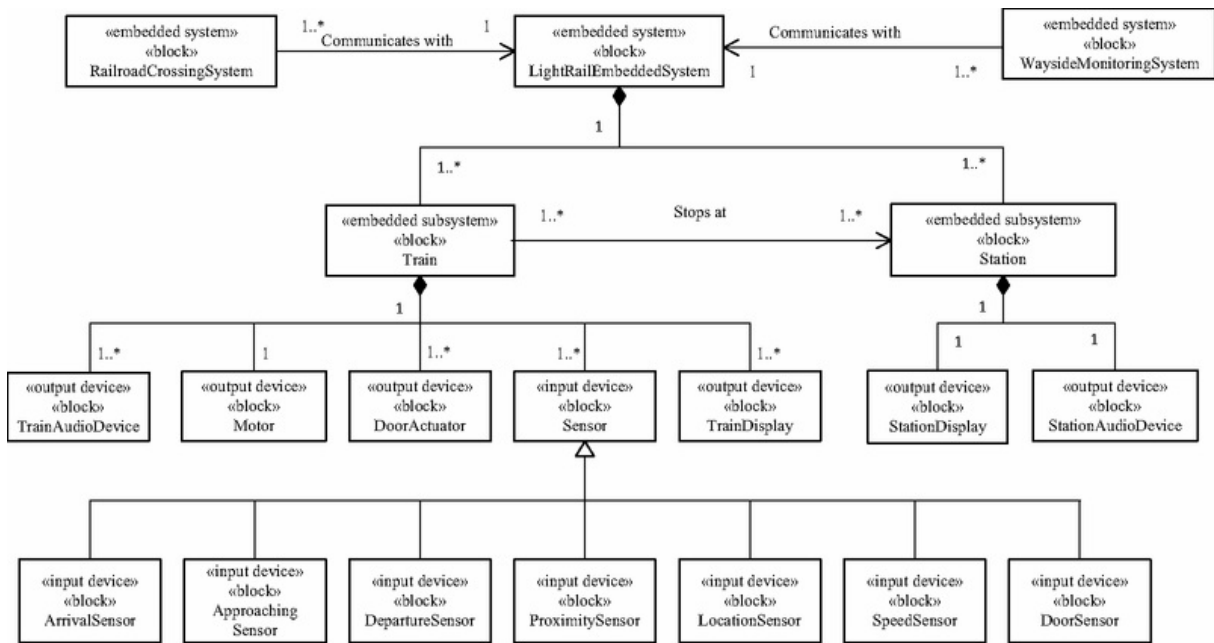 «embedded system»
«block»
RailroadCrossingSystem
1..*
Communicates with
1
«embedded system»
«block»
LightRailEmbeddedSystem
Communicates with
1
1..*
«embedded system»
«block»
WaysideMonitoringSystem
1
1..*
1..*
«embedded subsystem»
«block»
Train
1..*
Stops at
1..*
«embedded subsystem»
«block»
Station
1
1
1..*
1
1..*
1..*
1..*
1
1
«output device»
«block»
TrainAudioDevice
«output device»
«block»
Motor
«output device»
«block»
DoorActuator
«input device»
«block»
Sensor
«output device»
«block»
TrainDisplay
«output device»
«block»
StationDisplay
«output device»
«block»
StationAudioDevice
«input device»
«block»
ArrivalSensor
«input device»
«block»
Approaching
Sensor
«input device»
«block»
DepartureSensor
«input device»
«block»
ProximitySensor
«input device»
«block»
LocationSensor
«input device»
«block»
SpeedSensor
«input device»
«block»
DoorSensor